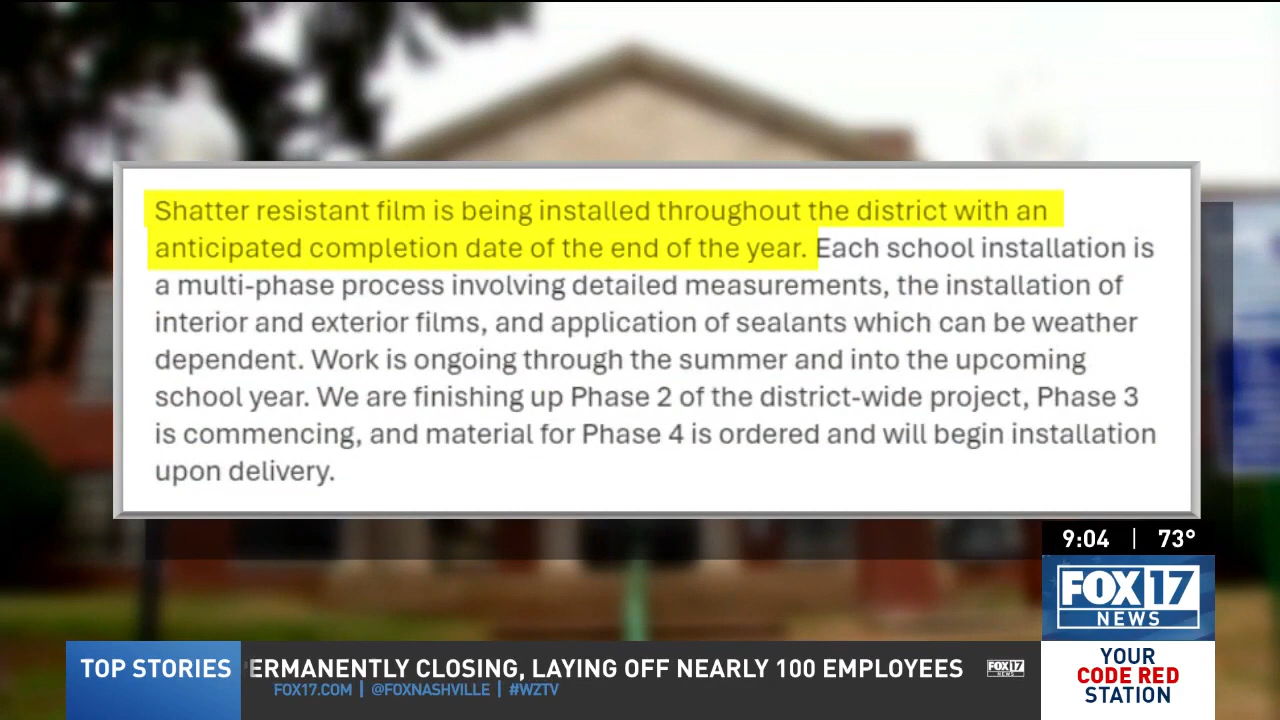 Shatter resistant film is being installed throughout the district with an
anticipated completion date of the end of the year. Each school installation is
a multi-phase process involving detailed measurements, the installation of
interior and exterior films, and application of sealants which can be weather
dependent. Work is ongoing through the summer and into the upcoming
school year. We are finishing up Phase 2 of the district-wide project, Phase 3
is commencing, and material for Phase 4 is ordered and will begin installation
upon delivery.
9:04 | 73°
FOX 17
NEWS
TOP STORIES
ERMANENTLY CLOSING, LAYING OFF NEARLY 100 EMPLOYEES
FOX 17
NEWS
FOX17.COM | @FOXNASHVILLE | #WZTV
YOUR
CODE RED
STATION